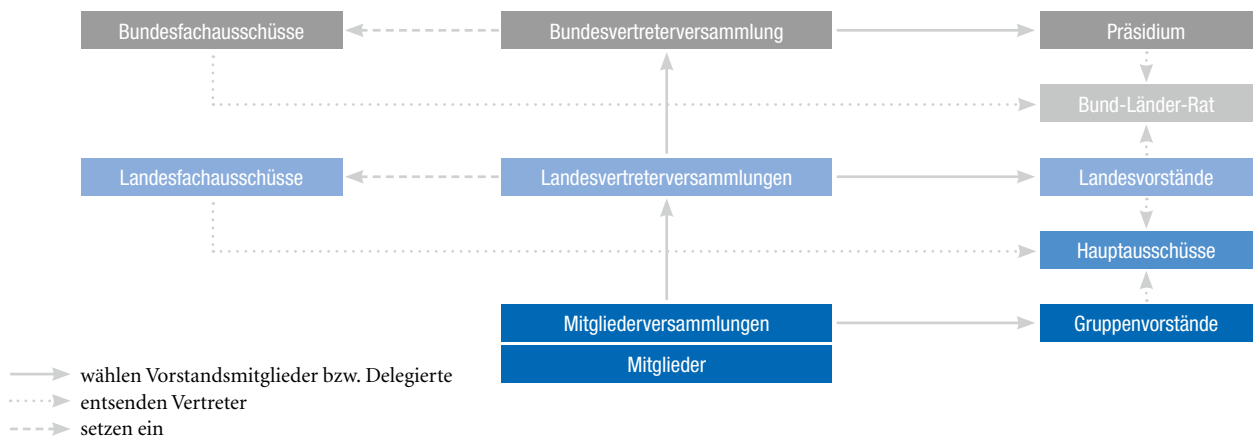 Bundesfachausschüsse
Bundesvertreterversammlung
Präsidium
Bund-Länder-Rat
Landesfachausschüsse
Landesvertreterversammlungen
Landesvorstände
Hauptausschüsse
Mitgliederversammlungen
Gruppenvorstände
Mitglieder
wählen Vorstandsmitglieder bzw. Delegierte
entsenden Vertreter
setzen ein